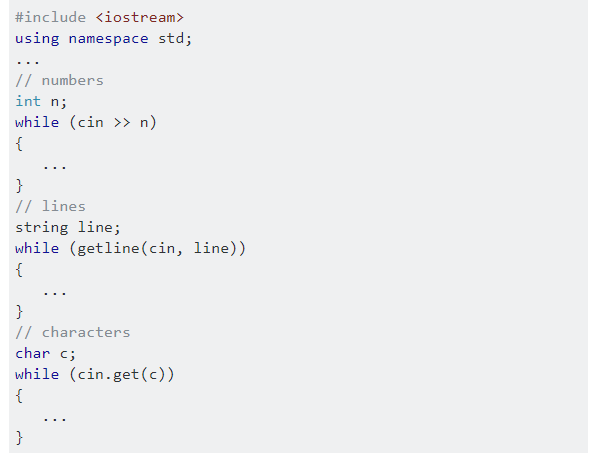 #include <iostream>
using namespace std;
...
// numbers
int n;
while (cin >> n)
{
   ...
}
// lines
string line;
while (getline(cin, line))
{
   ...
}
// characters
char c;
while (cin.get(c))
{
   ...
}